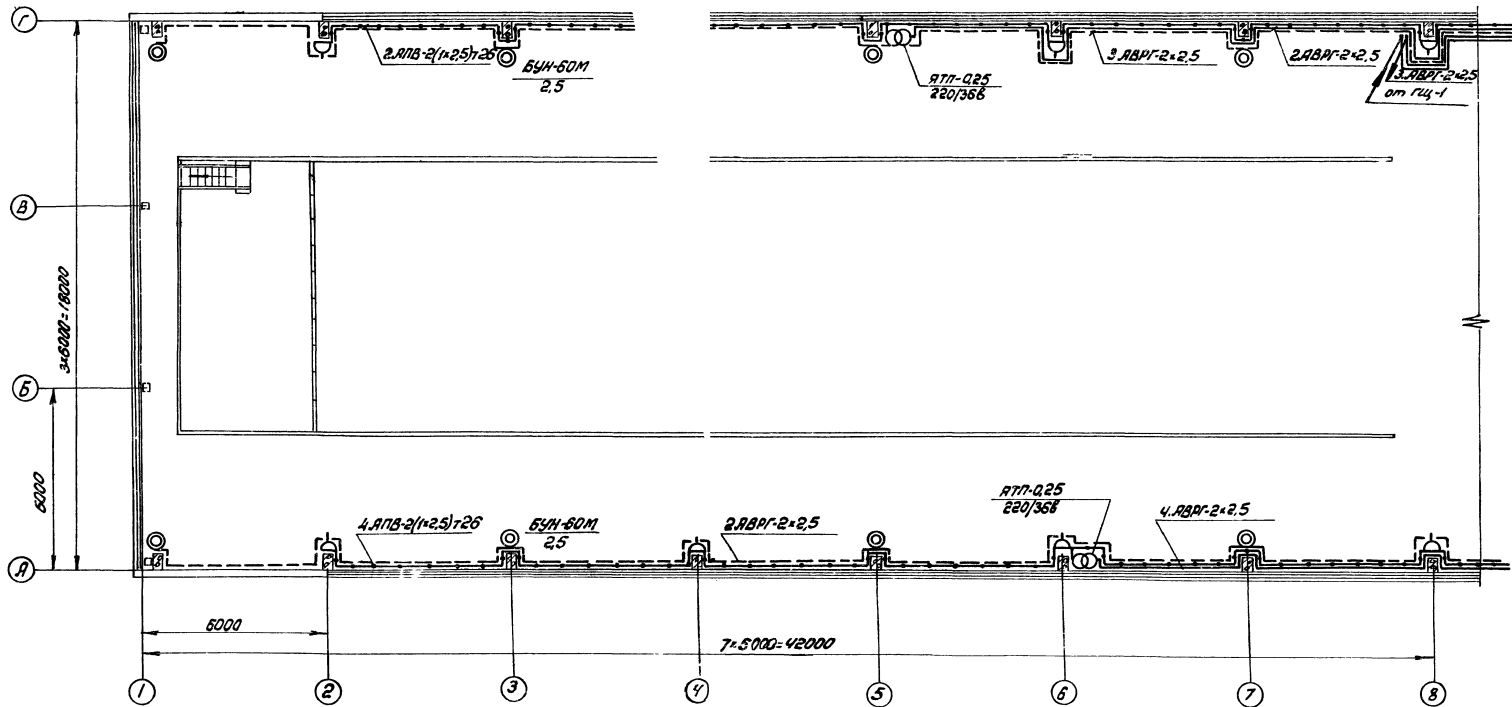 Г
2.АПВ-2(1×2,5)т26
БУН-60М
2,5
ЯТП-0,25
220/36в
3.АВРГ-2×2,5
2.АВРГ-2×2,5
3.АВРГ-2×2,5
от ГЩ-1
В
3×6000=18000
Б
6000
4.АПВ-2(1×2,5)т26
БУН-60М
2,5
2.АВРГ-2×2,5
ЯТП-0,25
220/36в
4.АВРГ-2×2,5
А
6000
7×6000=42000
1
2
3
4
5
6
7
8